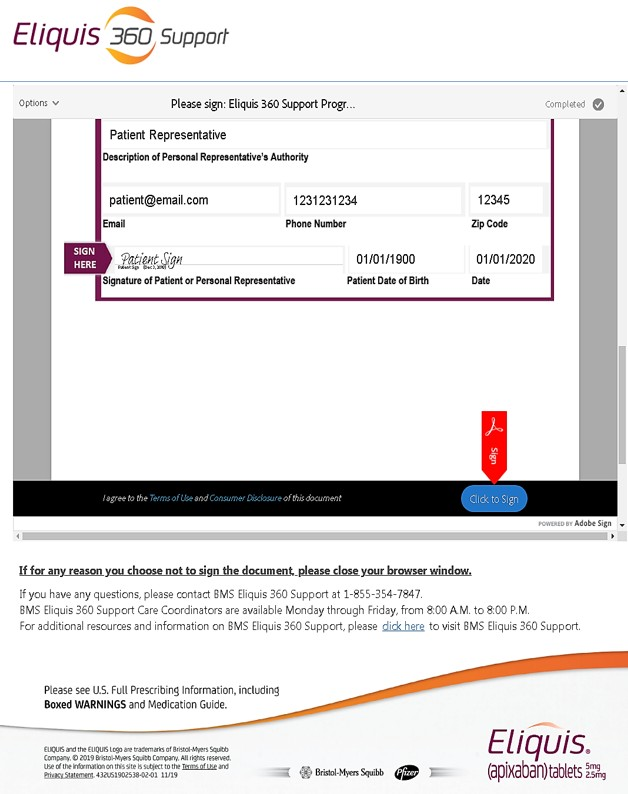 Eliquis 360 Support
Options
Please sign: Eliquis 360 Support Progr...
Completed
Patient Representative
Description of Personal Representative's Authority
patient@email.com
1231231234
12345
Email
Phone Number
Zip Code
SIGN
HERE
Patient Sign
01/01/1900
01/01/2020
Signature of Patient or Personal Representative
Patient Date of Birth
Date
Sign
I agree to the Terms of Use and Consumer Disclosure of this document
Click to Sign
POWERED BY Adobe Sign
If for any reason you choose not to sign the document, please close your browser window.
If you have any questions, please contact BMS Eliquis 360 Support at 1-855-354-7847.
BMS Eliquis 360 Support Care Coordinators are available Monday through Friday, from 8:00 A.M. to 8:00 P.M.
For additional resources and information on BMS Eliquis 360 Support, please click here to visit BMS Eliquis 360 Support.
Please see U.S. Full Prescribing Information, including
Boxed WARNINGS and Medication Guide.
ELIQUIS and the ELIQUIS Logo are trademarks of Bristol-Myers Squibb
Company. © 2019 Bristol-Myers Squibb Company. All rights reserved.
Use of the information on this site is subject to the Terms of Use and
Privacy Statement. 432US1902538-02-01 11/19
Bristol-Myers Squibb
Pfizer
Eliquis®
(apixaban) tablets 5mg
2.5mg